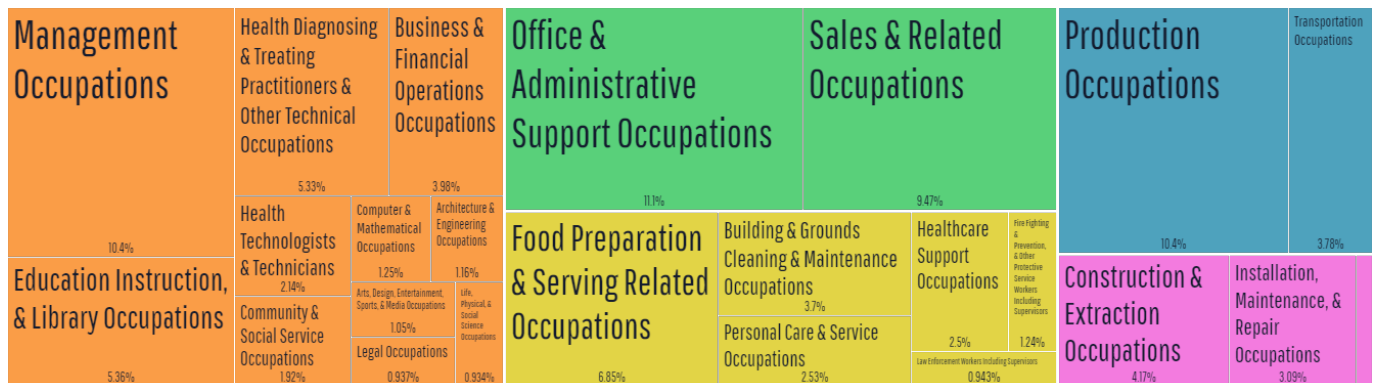 Management
Occupations
10.4%
Education Instruction,
& Library Occupations
5.36%
Health Diagnosing
& Treating
Practitioners &
Other Technical
Occupations
5.33%
Business &
Financial
Operations
Occupations
3.98%
Health
Technologists
& Technicians
2.14%
Community &
Social Service
Occupations
1.92%
Computer &
Mathematical
Occupations
1.25%
Architecture &
Engineering
Occupations
1.16%
Arts, Design, Entertainment,
Sports, & Media Occupations
1.05%
Legal Occupations
0.937%
Life,
Physical, &
Social
Science
Occupations
0.934%
Office &
Administrative
Support Occupations
11.1%
Sales & Related
Occupations
9.47%
Food Preparation
& Serving Related
Occupations
6.85%
Building & Grounds
Cleaning & Maintenance
Occupations
3.7%
Personal Care & Service
Occupations
2.53%
Healthcare
Support
Occupations
2.5%
Fire Fighting
&
Prevention,
& Other
Protective
Service
Workers
Including
Supervisors
1.24%
Law Enforcement Workers Including Supervisors
0.943%
Production
Occupations
10.4%
Transportation
Occupations
3.78%
Construction &
Extraction
Occupations
4.17%
Installation,
Maintenance, &
Repair
Occupations
3.09%